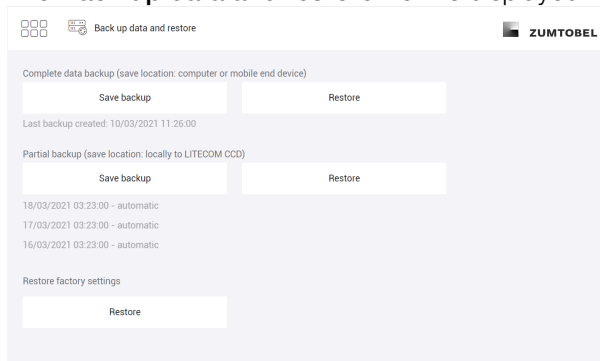 Back up data and restore
ZUMTOBEL
Complete data backup (save location: computer or mobile end device)
Save backup Restore
Last backup created: 10/03/2021 11:26:00
Partial backup (save location: locally to LITECOM CCD)
Save backup Restore
18/03/2021 03:23:00 - automatic
17/03/2021 03:23:00 - automatic
16/03/2021 03:23:00 - automatic
Restore factory settings
Restore